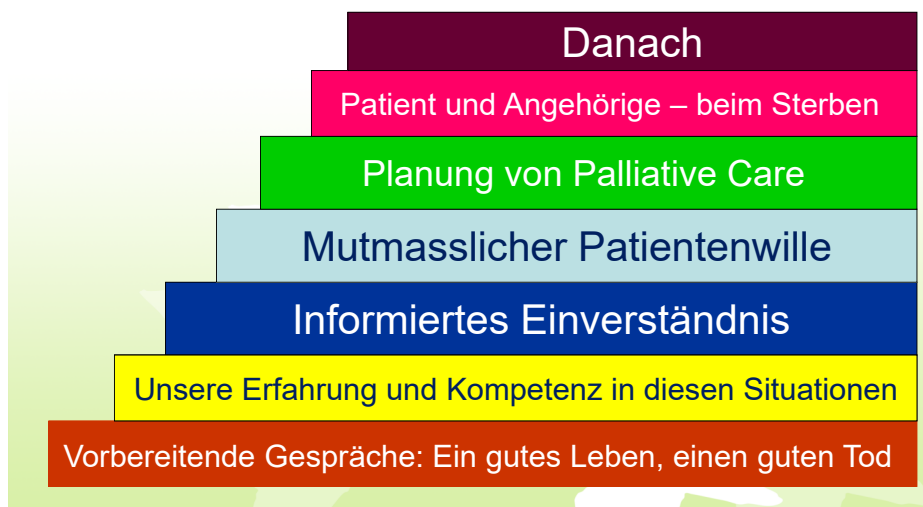 Danach
Patient und Angehörige – beim Sterben
Planung von Palliative Care
Mutmasslicher Patientenwille
Informiertes Einverständnis
Unsere Erfahrung und Kompetenz in diesen Situationen
Vorbereitende Gespräche: Ein gutes Leben, einen guten Tod